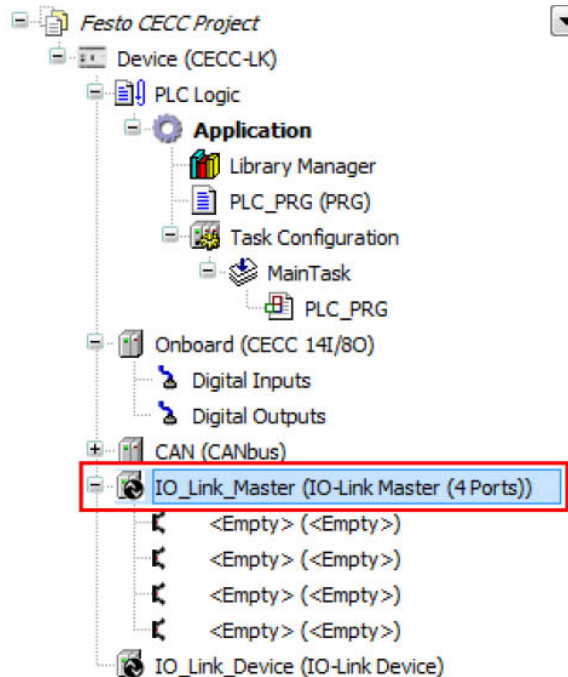 Festo CECC Project
Device (CECC-LK)
PLC Logic
Application
Library Manager
PLC_PRG (PRG)
Task Configuration
MainTask
PLC_PRG
Onboard (CECC 14I/8O)
Digital Inputs
Digital Outputs
CAN (CANbus)
IO_Link_Master (IO-Link Master (4 Ports))
<Empty> (<Empty>)
<Empty> (<Empty>)
<Empty> (<Empty>)
<Empty> (<Empty>)
IO_Link_Device (IO-Link Device)